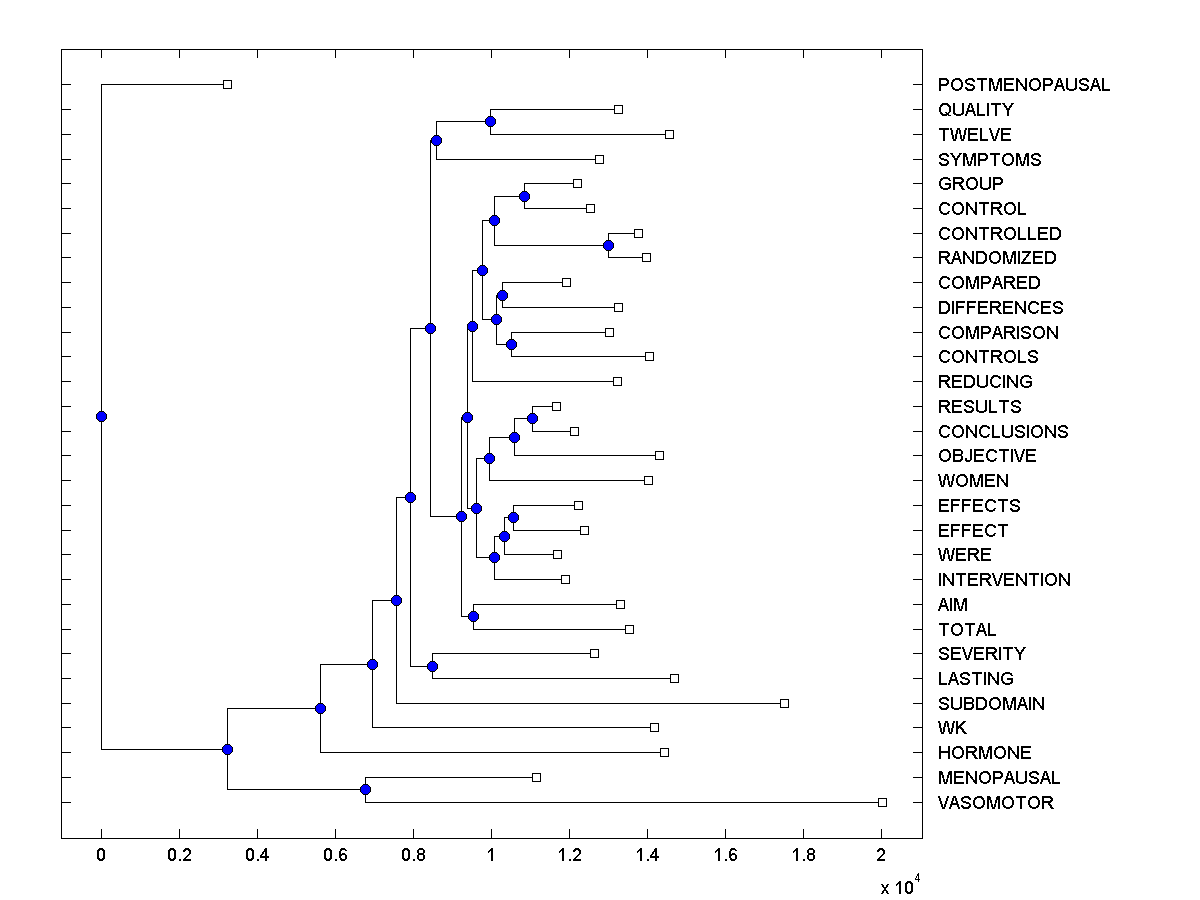 POSTMENOPAUSAL
QUALITY
TWELVE
SYMPTOMS
GROUP
CONTROL
CONTROLLED
RANDOMIZED
COMPARED
DIFFERENCES
COMPARISON
CONTROLS
REDUCING
RESULTS
CONCLUSIONS
OBJECTIVE
WOMEN
EFFECTS
EFFECT
WERE
INTERVENTION
AIM
TOTAL
SEVERITY
LASTING
SUBDOMAIN
WK
HORMONE
MENOPAUSAL
VASOMOTOR
0 0.2 0.4 0.6 0.8 1 1.2 1.4 1.6 1.8 2
x 10^4